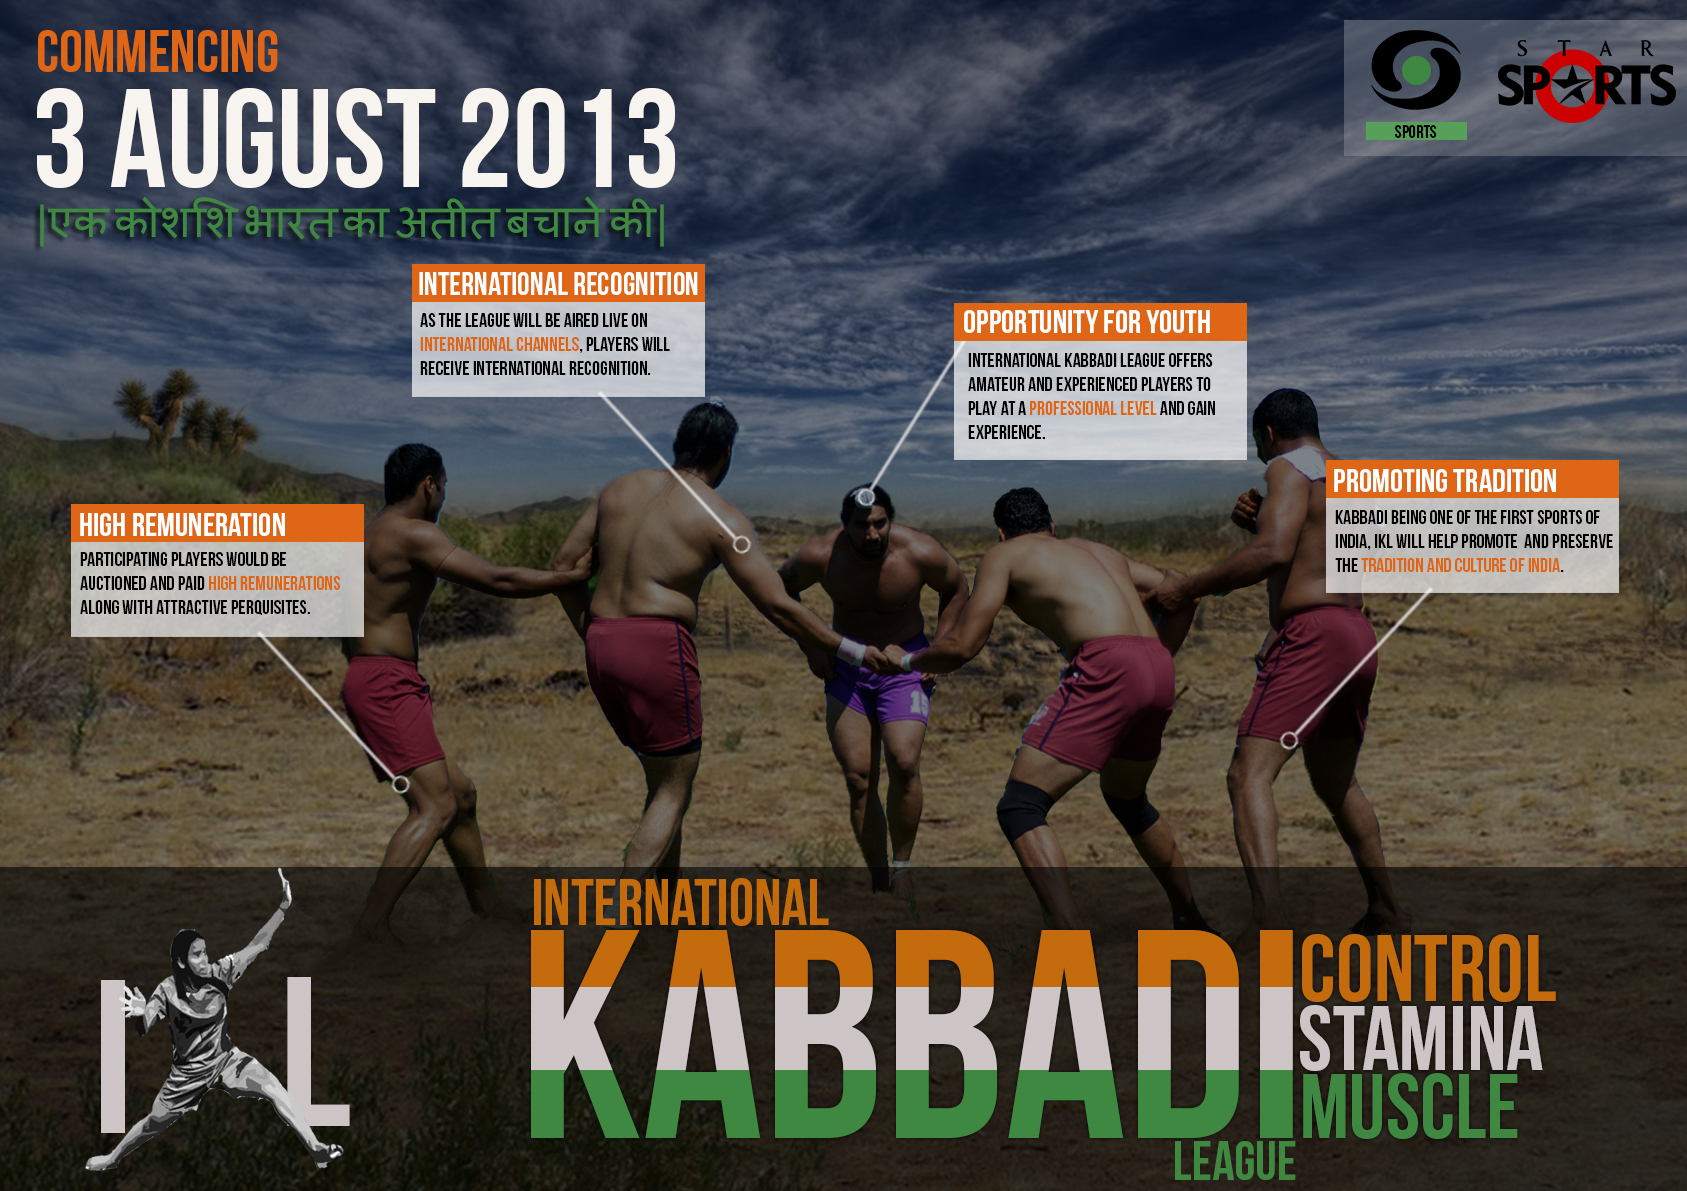 COMMENCING
3 AUGUST 2013
|एक कोशशि भारत का अतीत बचाने की|
SPORTS
STAR
SPORTS
INTERNATIONAL RECOGNITION
AS THE LEAGUE WILL BE AIRED LIVE ON
INTERNATIONAL CHANNELS, PLAYERS WILL
RECEIVE INTERNATIONAL RECOGNITION.
OPPORTUNITY FOR YOUTH
INTERNATIONAL KABBADI LEAGUE OFFERS
AMATEUR AND EXPERIENCED PLAYERS TO
PLAY AT A PROFESSIONAL LEVEL AND GAIN
EXPERIENCE.
PROMOTING TRADITION
KABBADI BEING ONE OF THE FIRST SPORTS OF
INDIA, IKL WILL HELP PROMOTE AND PRESERVE
THE TRADITION AND CULTURE OF INDIA.
HIGH REMUNERATION
PARTICIPATING PLAYERS WOULD BE
AUCTIONED AND PAID HIGH REMUNERATIONS
ALONG WITH ATTRACTIVE PERQUISITES.
15
I L
INTERNATIONAL
KABBADI
LEAGUE
CONTROL
STAMINA
MUSCLE